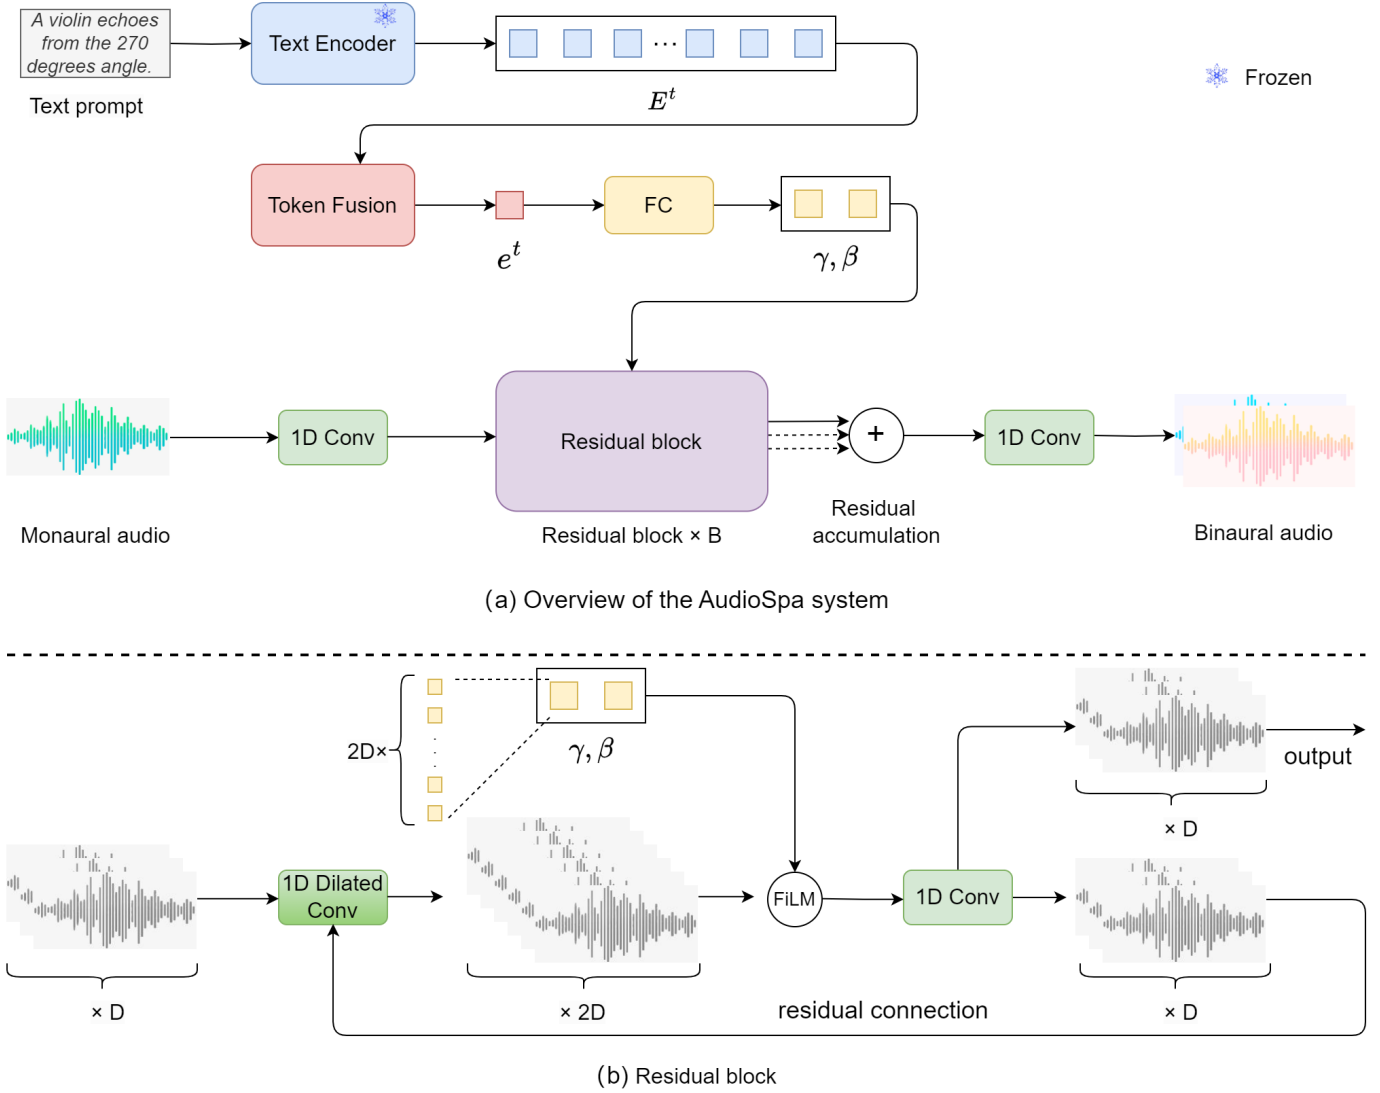 A violin echoes
from the 270
degrees angle.
Text prompt
Text Encoder
...
E^t
Frozen
Token Fusion
e^t
FC
γ, β
Monaural audio
1D Conv
Residual block
Residual block × B
+
Residual
accumulation
1D Conv
Binaural audio
(a) Overview of the AudioSpa system
2D×
γ, β
× D
1D Dilated
Conv
× 2D
FiLM
1D Conv
output
× D
× D
residual connection
(b) Residual block